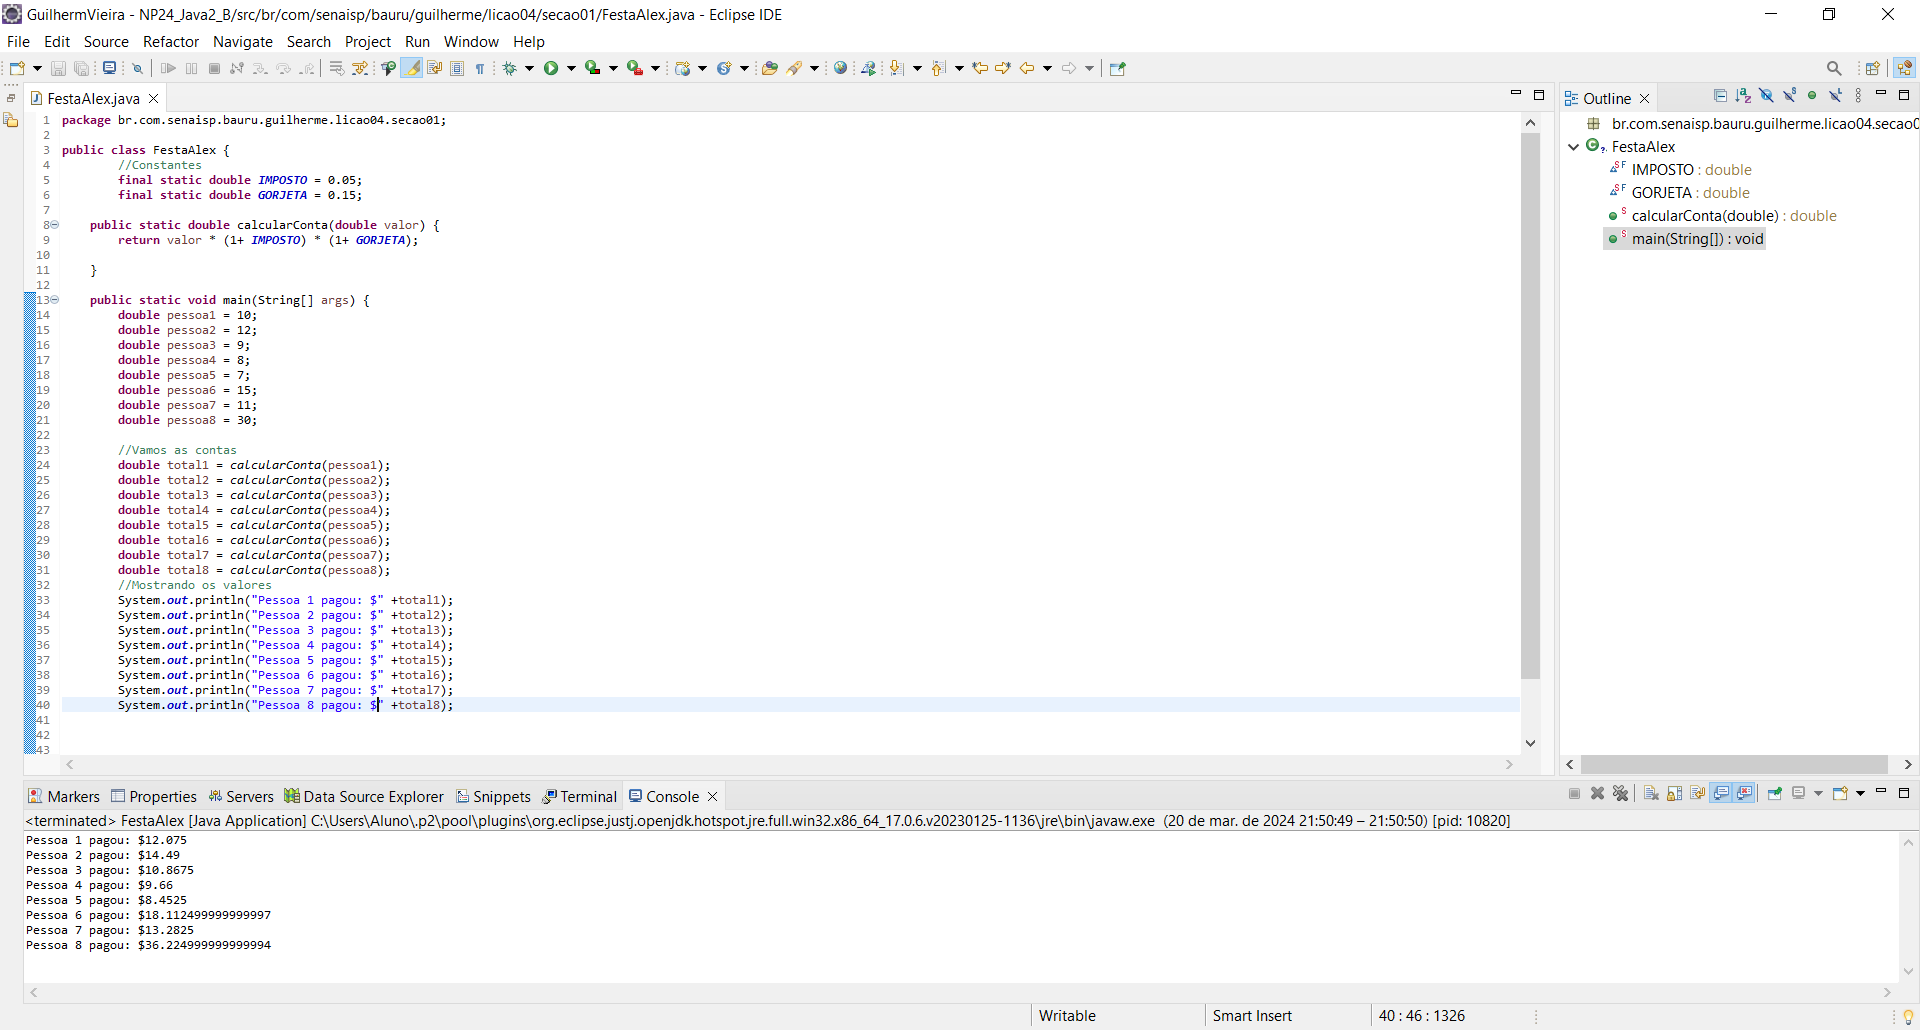 GuilhermVieira - NP24_Java2_B/src/br/com/senaisp/bauru/guilherme/licao04/secao01/FestaAlex.java - Eclipse IDE
File Edit Source Refactor Navigate Search Project Run Window Help
FestaAlex.java
1 package br.com.senaisp.bauru.guilherme.licao04.secao01;
2
3 public class FestaAlex {
4 //Constantes
5 final static double IMPOSTO = 0.05;
6 final static double GORJETA = 0.15;
7
8 public static double calcularConta(double valor) {
9 return valor * (1+ IMPOSTO) * (1+ GORJETA);
10
11 }
12
13 public static void main(String[] args) {
14 double pessoa1 = 10;
15 double pessoa2 = 12;
16 double pessoa3 = 9;
17 double pessoa4 = 8;
18 double pessoa5 = 7;
19 double pessoa6 = 15;
20 double pessoa7 = 11;
21 double pessoa8 = 30;
22
23 //Vamos as contas
24 double total1 = calcularConta(pessoa1);
25 double total2 = calcularConta(pessoa2);
26 double total3 = calcularConta(pessoa3);
27 double total4 = calcularConta(pessoa4);
28 double total5 = calcularConta(pessoa5);
29 double total6 = calcularConta(pessoa6);
30 double total7 = calcularConta(pessoa7);
31 double total8 = calcularConta(pessoa8);
32 //Mostrando os valores
33 System.out.println("Pessoa 1 pagou: $" +total1);
34 System.out.println("Pessoa 2 pagou: $" +total2);
35 System.out.println("Pessoa 3 pagou: $" +total3);
36 System.out.println("Pessoa 4 pagou: $" +total4);
37 System.out.println("Pessoa 5 pagou: $" +total5);
38 System.out.println("Pessoa 6 pagou: $" +total6);
39 System.out.println("Pessoa 7 pagou: $" +total7);
40 System.out.println("Pessoa 8 pagou: $" +total8);
41
42
43
Outline
br.com.senaisp.bauru.guilherme.licao04.secao0
FestaAlex
IMPOSTO : double
GORJETA : double
calcularConta(double) : double
main(String[]) : void
Markers Properties Servers Data Source Explorer Snippets Terminal Console
<terminated> FestaAlex [Java Application] C:\Users\Aluno\.p2\pool\plugins\org.eclipse.justj.openjdk.hotspot.jre.full.win32.x86_64_17.0.6.v20230125-1136\jre\bin\javaw.exe (20 de mar. de 2024 21:50:49 – 21:50:50) [pid: 10820]
Pessoa 1 pagou: $12.075
Pessoa 2 pagou: $14.49
Pessoa 3 pagou: $10.8675
Pessoa 4 pagou: $9.66
Pessoa 5 pagou: $8.4525
Pessoa 6 pagou: $18.112499999999997
Pessoa 7 pagou: $13.2825
Pessoa 8 pagou: $36.224999999999994
Writable Smart Insert 40 : 46 : 1326